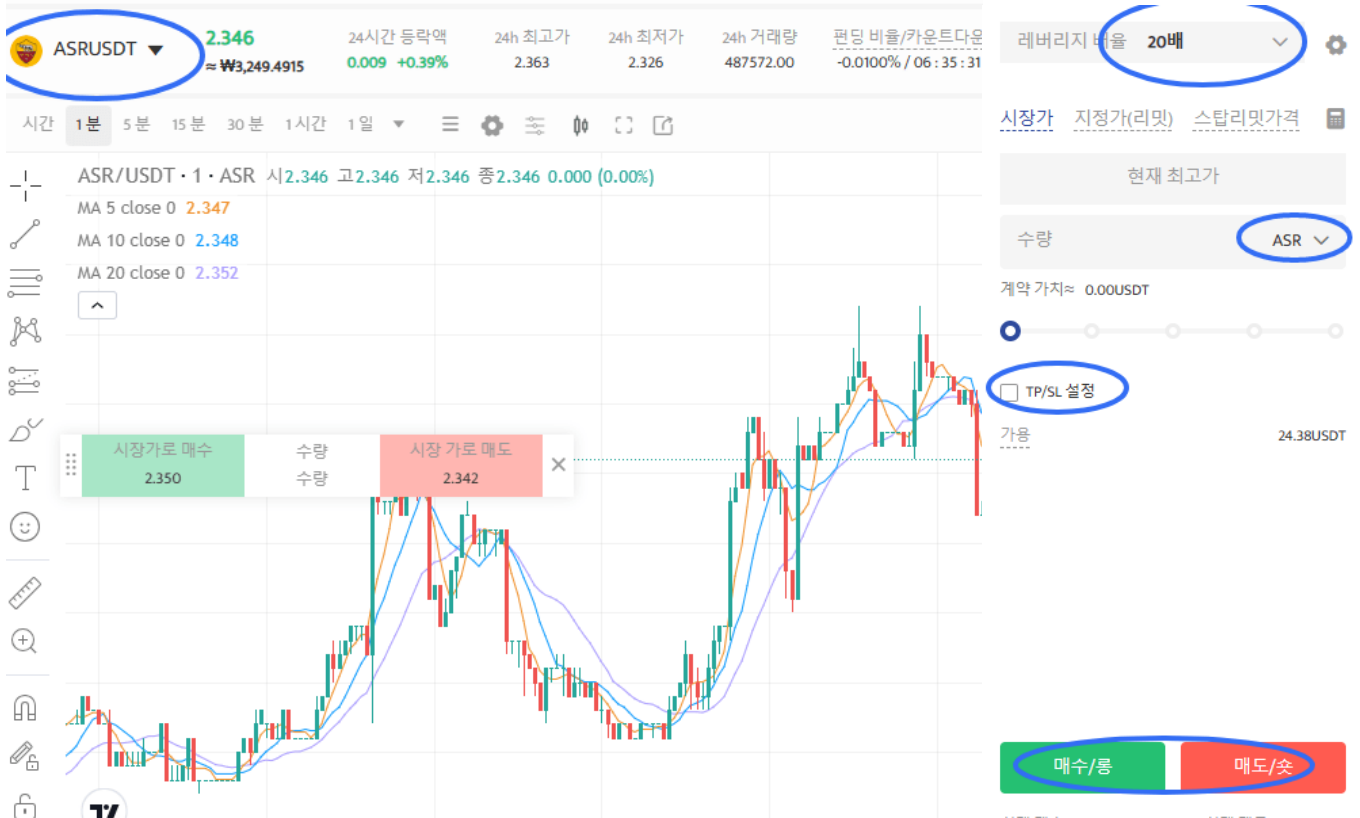 ASRUSDT
2.346
≈ ₩3,249.4915
24시간 등락액
0.009 +0.39%
24h 최고가
2.363
24h 최저가
2.326
24h 거래량
487572.00
펀딩 비율/카운트다운
-0.0100% / 06 : 35 : 31
시간 1분 5분 15분 30분 1시간 1일
ASR/USDT · 1 · ASR 시2.346 고2.346 저2.346 종2.346 0.000 (0.00%)
MA 5 close 0 2.347
MA 10 close 0 2.348
MA 20 close 0 2.352
시장가로 매수
2.350
수량
수량
시장 가로 매도
2.342
레버리지 비율 20배
시장가 지정가(리밋) 스탑리밋가격
현재 최고가
수량 ASR
계약 가치≈ 0.00USDT
TP/SL 설정
가용 24.38USDT
매수/롱 매도/숏